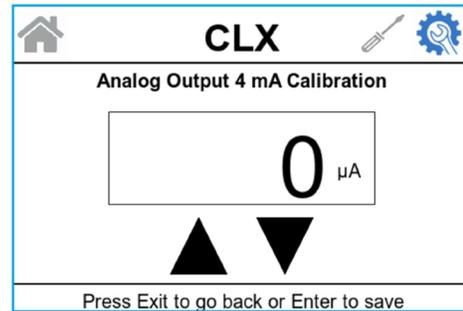 CLX
Analog Output 4 mA Calibration
0 µA
Press Exit to go back or Enter to save